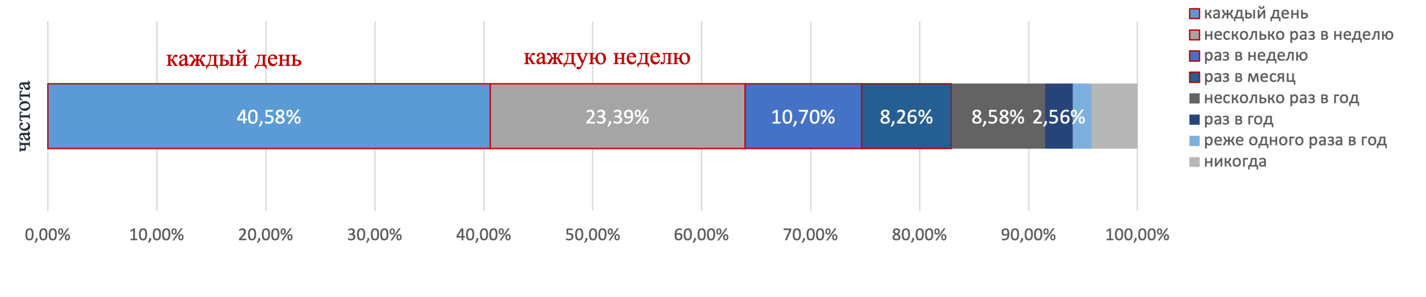 каждый день
каждую неделю
частота
40,58%
23,39%
10,70%
8,26%
8,58%
2,56%
0,00%
10,00%
20,00%
30,00%
40,00%
50,00%
60,00%
70,00%
80,00%
90,00%
100,00%
каждый день
несколько раз в неделю
раз в неделю
раз в месяц
несколько раз в год
раз в год
реже одного раза в год
никогда